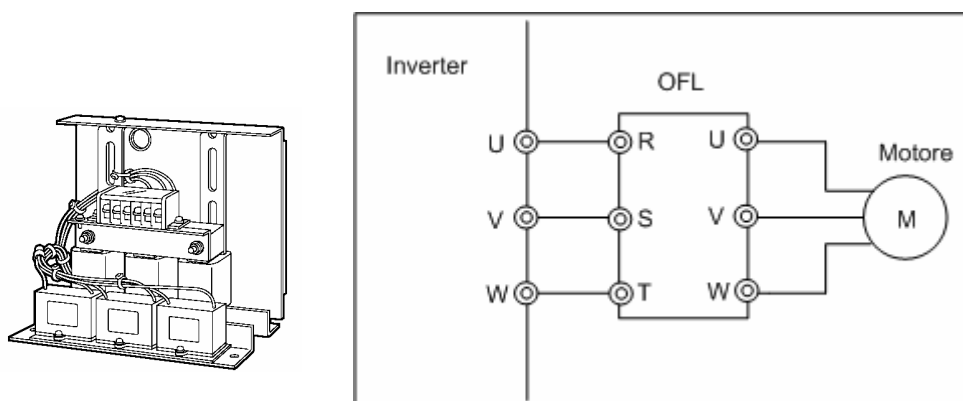 Inverter
OFL
Motore
U R U
V S V M
W T W